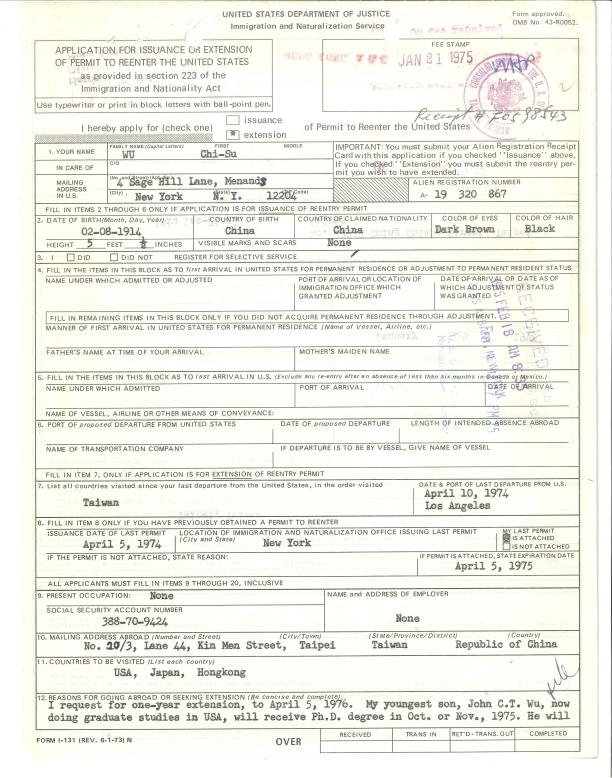 UNITED STATES DEPARTMENT OF JUSTICE
Immigration and Naturalization Service
Form approved.
OMB No. 43-R0052.
APPLICATION FOR ISSUANCE OR EXTENSION
OF PERMIT TO REENTER THE UNITED STATES
as provided in section 223 of the
Immigration and Nationality Act
Use typewriter or print in block letters with ball-point pen.
FEE STAMP
JAN 21 1975
Receipt # F0598543
I hereby apply for (check one)
issuance
* extension
of Permit to Reenter the United States
1. YOUR NAME
FAMILY NAME (Capital Letters) FIRST MIDDLE
WU Chi-Su
IN CARE OF
C/O
IMPORTANT: You must submit your Alien Registration Receipt
Card with this application if you checked "Issuance" above.
If you checked "Extension" you must submit the reentry per-
mit you wish to have extended.
MAILING
ADDRESS
IN U.S.
4 Sage Hill Lane, Menands
(City)
New York N. Y. 12204
ALIEN REGISTRATION NUMBER
A- 19 320 867
FILL IN ITEMS 2 THROUGH 6 ONLY IF APPLICATION IS FOR ISSUANCE OF REENTRY PERMIT
2. DATE OF BIRTH (Month, Day, Year) COUNTRY OF BIRTH COUNTRY OF CLAIMED NATIONALITY COLOR OF EYES COLOR OF HAIR
02-08-1914 China China Dark Brown Black
HEIGHT 5 FEET INCHES VISIBLE MARKS AND SCARS None
3. I DID DID NOT REGISTER FOR SELECTIVE SERVICE
4. FILL IN THE ITEMS IN THIS BLOCK AS TO first ARRIVAL IN UNITED STATES FOR PERMANENT RESIDENCE OR ADJUSTMENT TO PERMANENT RESIDENT STATUS
NAME UNDER WHICH ADMITTED OR ADJUSTED
PORT OF ARRIVAL OR LOCATION OF
IMMIGRATION OFFICE WHICH
GRANTED ADJUSTMENT
DATE OF ARRIVAL OR DATE AS OF
WHICH ADJUSTMENT OF STATUS
WAS GRANTED
FILL IN REMAINING ITEMS IN THIS BLOCK ONLY IF YOU DID NOT ACQUIRE PERMANENT RESIDENCE THROUGH ADJUSTMENT.
MANNER OF FIRST ARRIVAL IN UNITED STATES FOR PERMANENT RESIDENCE (Name of Vessel, Airline, etc.)
FATHER'S NAME AT TIME OF YOUR ARRIVAL MOTHER'S MAIDEN NAME
5. FILL IN THE ITEMS IN THIS BLOCK AS TO last ARRIVAL IN U.S. (Exclude any re-entry after an absence of less than six months in Canada or Mexico.)
NAME UNDER WHICH ADMITTED PORT OF ARRIVAL DATE OF ARRIVAL
NAME OF VESSEL, AIRLINE OR OTHER MEANS OF CONVEYANCE:
6. PORT OF proposed DEPARTURE FROM UNITED STATES DATE OF proposed DEPARTURE LENGTH OF INTENDED ABSENCE ABROAD
NAME OF TRANSPORTATION COMPANY IF DEPARTURE IS TO BE BY VESSEL, GIVE NAME OF VESSEL
FILL IN ITEM 7, ONLY IF APPLICATION IS FOR EXTENSION OF REENTRY PERMIT
7. List all countries visited since your last departure from the United States, in the order visited
Taiwan
DATE & PORT OF LAST DEPARTURE FROM U.S.
April 10, 1974
Los Angeles
8. FILL IN ITEM 8 ONLY IF YOU HAVE PREVIOUSLY OBTAINED A PERMIT TO REENTER
ISSUANCE DATE OF LAST PERMIT
April 5, 1974
LOCATION OF IMMIGRATION AND NATURALIZATION OFFICE ISSUING LAST PERMIT
(City and State) New York
MY LAST PERMIT
IS ATTACHED
IS NOT ATTACHED
IF THE PERMIT IS NOT ATTACHED, STATE REASON:
IF PERMIT IS ATTACHED, STATE EXPIRATION DATE
April 5, 1975
ALL APPLICANTS MUST FILL IN ITEMS 9 THROUGH 20, INCLUSIVE
9. PRESENT OCCUPATION: None
NAME and ADDRESS OF EMPLOYER
None
SOCIAL SECURITY ACCOUNT NUMBER
388-70-9424
10. MAILING ADDRESS ABROAD (Number and Street) (City/Town) (State/Province/District) (Country)
No. 20/3, Lane 44, Kin Men Street, Taipei Taiwan Republic of China
11. COUNTRIES TO BE VISITED (List each country)
USA, Japan, Hongkong
12. REASONS FOR GOING ABROAD OR SEEKING EXTENSION (Be concise and complete):
I request for one-year extension, to April 5, 1976. My youngest son, John C.T. Wu, now
doing graduate studies in USA, will receive Ph.D. degree in Oct. or Nov., 1975. He will
FORM I-131 (REV. 6-1-73) N
OVER
RECEIVED TRANS IN RET'D-TRANS. OUT COMPLETED